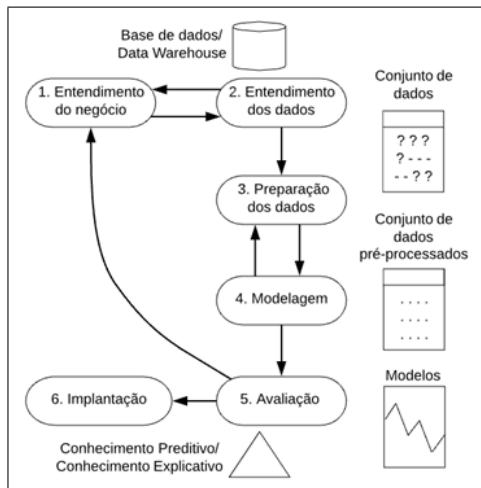 Base de dados/
Data Warehouse
1. Entendimento
do negócio
2. Entendimento
dos dados
Conjunto de
dados
? ? ?
? - - -
- - ? ?
3. Preparação
dos dados
Conjunto de
dados
pré-processados
. . . .
. . . .
. . . .
4. Modelagem
Modelos
6. Implantação
5. Avaliação
Conhecimento Preditivo/
Conhecimento Explicativo